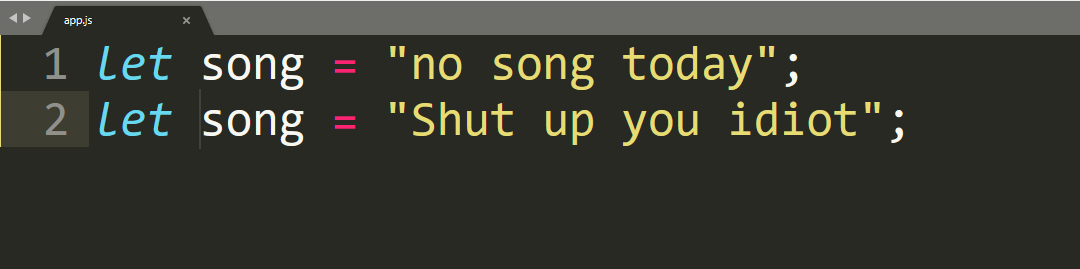 app.js
1 let song = "no song today";
2 let song = "Shut up you idiot";